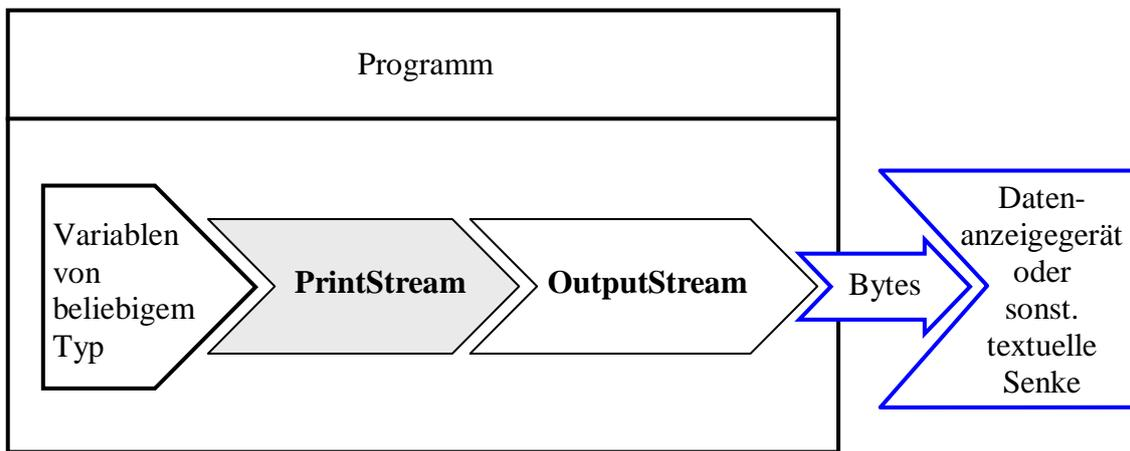 Programm
Variablen
von
beliebigem
Typ
PrintStream
OutputStream
Bytes
Daten-
anzeigegerät
oder
sonst.
textuelle
Senke